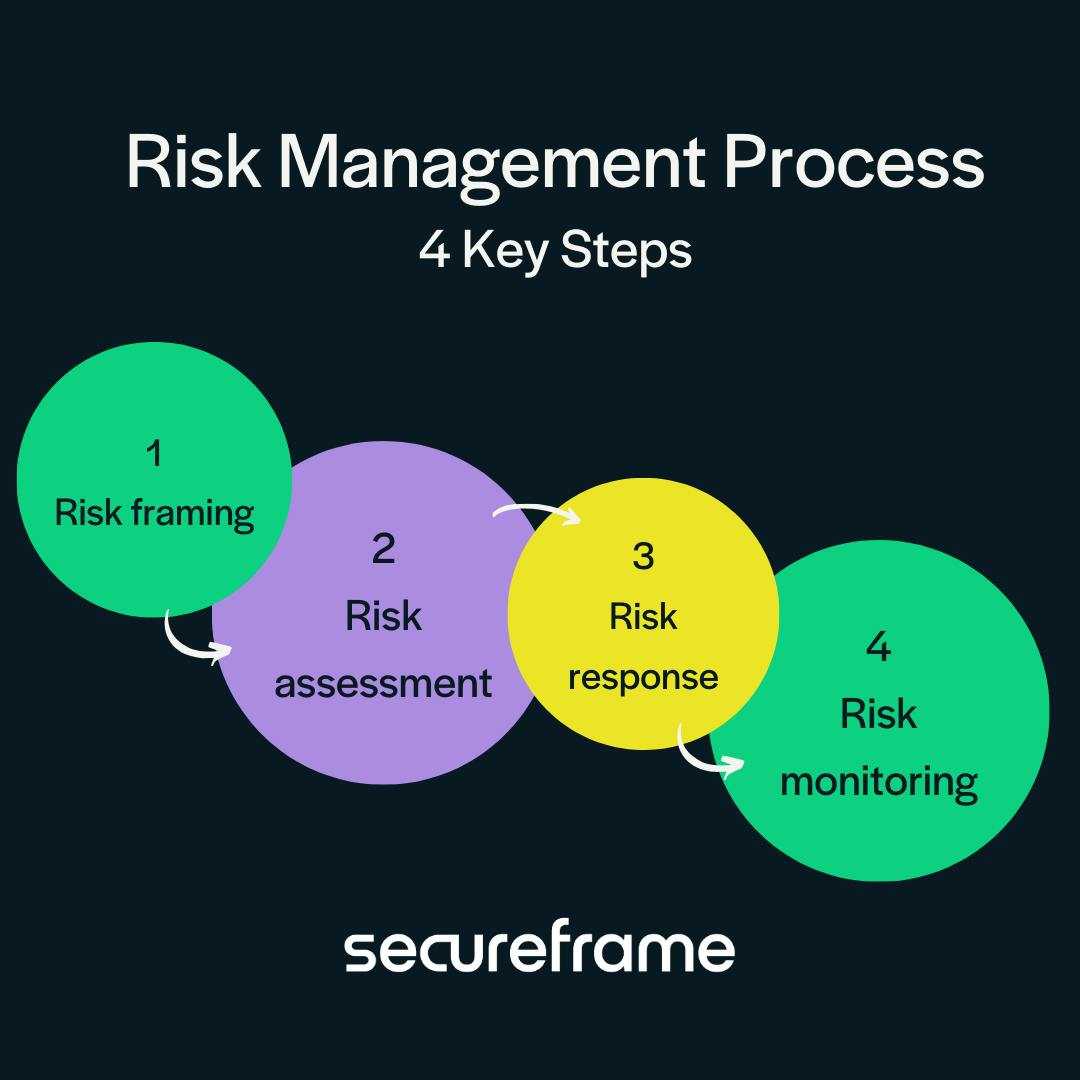 Risk Management Process
4 Key Steps
1
Risk framing
2
Risk
assessment
3
Risk
response
4
Risk
monitoring
secureframe